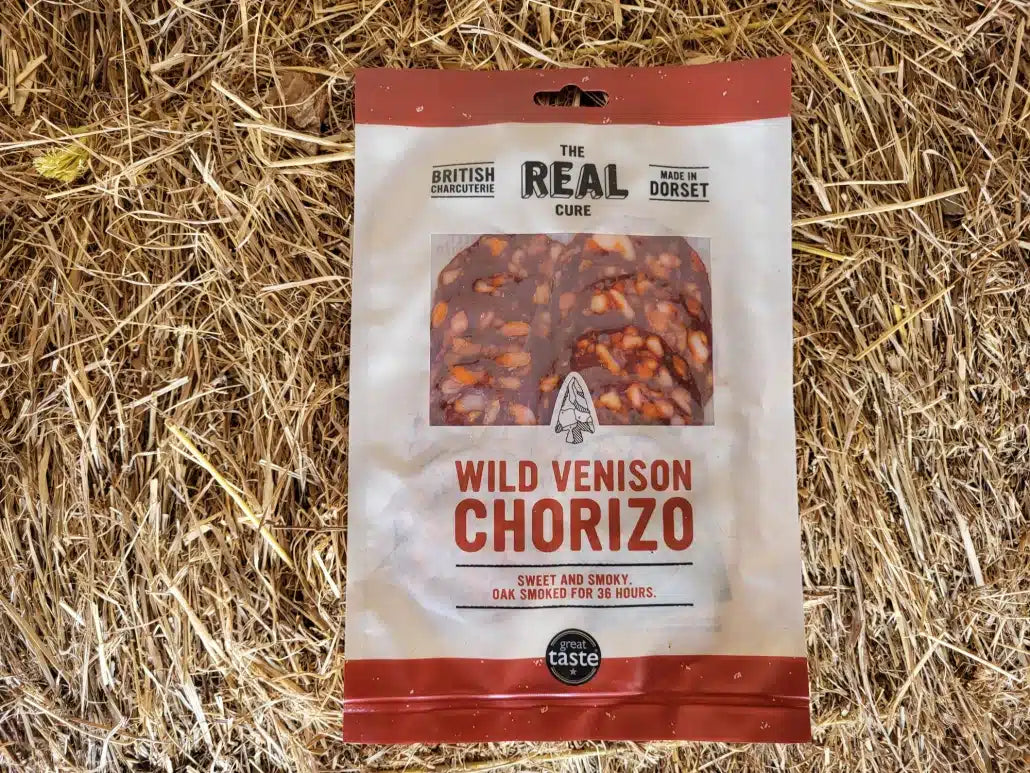 THE
REAL
CURE
BRITISH
CHARCUTERIE
MADE IN
DORSET
WILD VENISON
CHORIZO
SWEET AND SMOKY.
OAK SMOKED FOR 36 HOURS.
great
taste